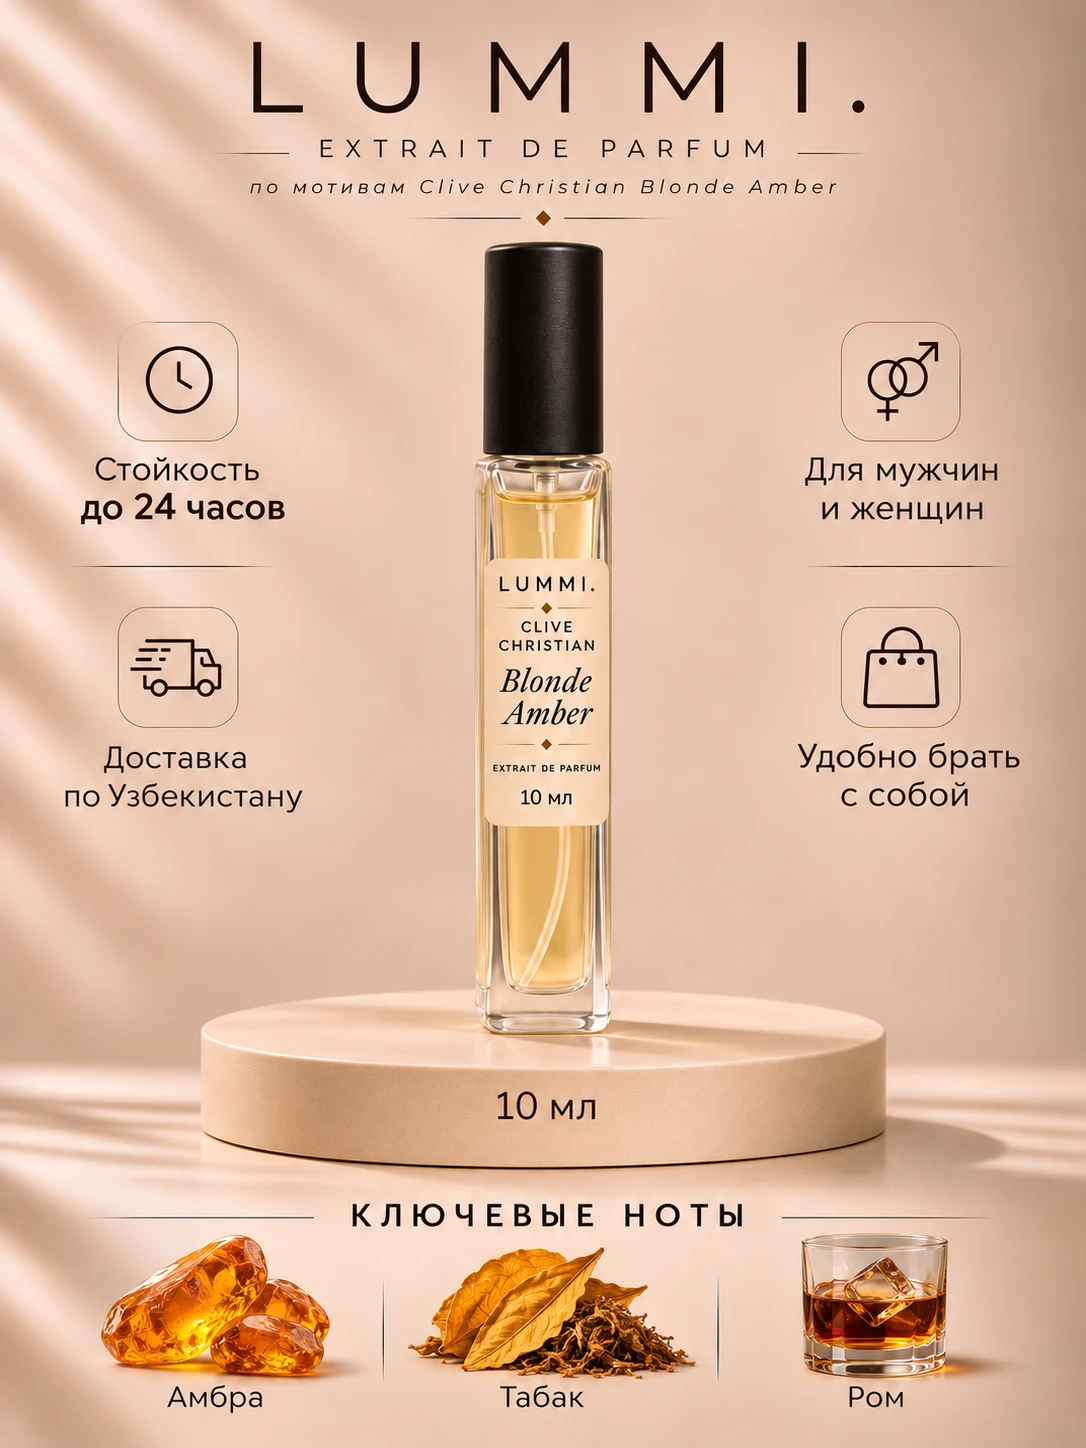 LUMMI.
EXTRAIT DE PARFUM
по мотивам Clive Christian Blonde Amber
Стойкость
до 24 часов
Для мужчин
и женщин
Доставка
по Узбекистану
Удобно брать
с собой
LUMMI.
CLIVE
CHRISTIAN
Blonde
Amber
EXTRAIT DE PARFUM
10 мл
10 мл
КЛЮЧЕВЫЕ НОТЫ
Амбра
Табак
Ром